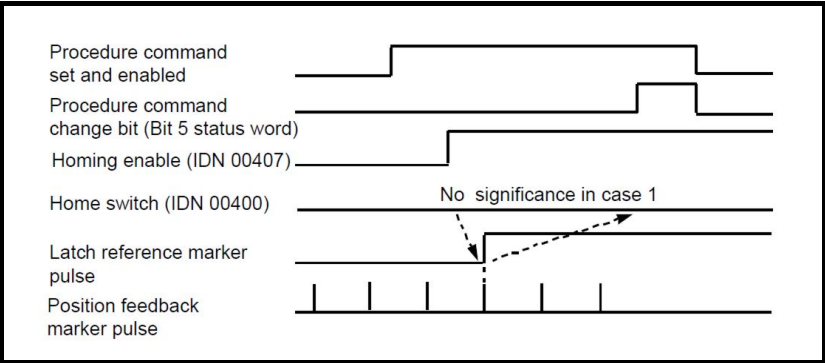 Procedure command
set and enabled
Procedure command
change bit (Bit 5 status word)
Homing enable (IDN 00407)
No significance in case 1
Home switch (IDN 00400)
Latch reference marker
pulse
Position feedback
marker pulse